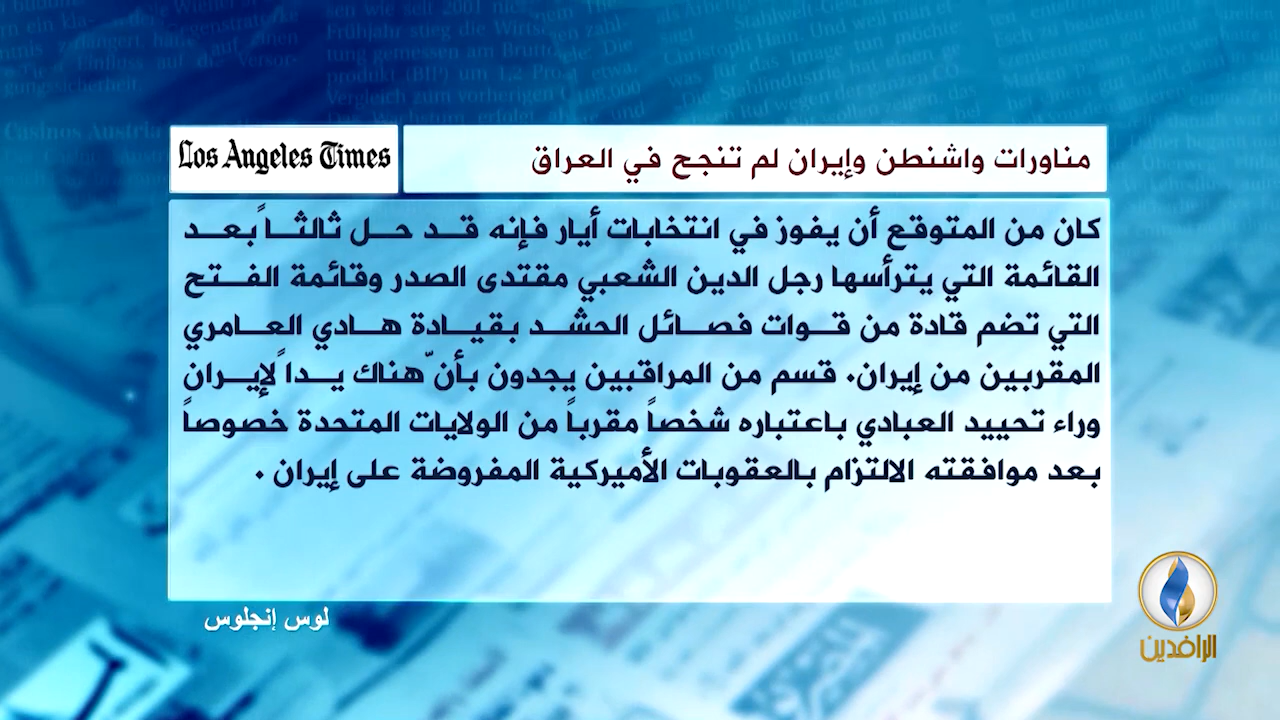 Los Angeles Times
مناورات واشنطن وإيران لم تنجح في العراق
كان من المتوقع أن يفوز في انتخابات أيار فإنه قد حل ثالثاً بعد
القائمة التي يترأسها رجل الدين الشعبي مقتدى الصدر وقائمة الفتح
التي تضم قادة من قوات فصائل الحشد بقيادة هادي العامري
المقربين من إيران. قسم من المراقبين يجدون بأنّ هناك يداً لإيران
وراء تحييد العبادي باعتباره شخصاً مقرباً من الولايات المتحدة خصوصاً
بعد موافقته الالتزام بالعقوبات الأميركية المفروضة على إيران .
لوس إنجلوس
الرافدين